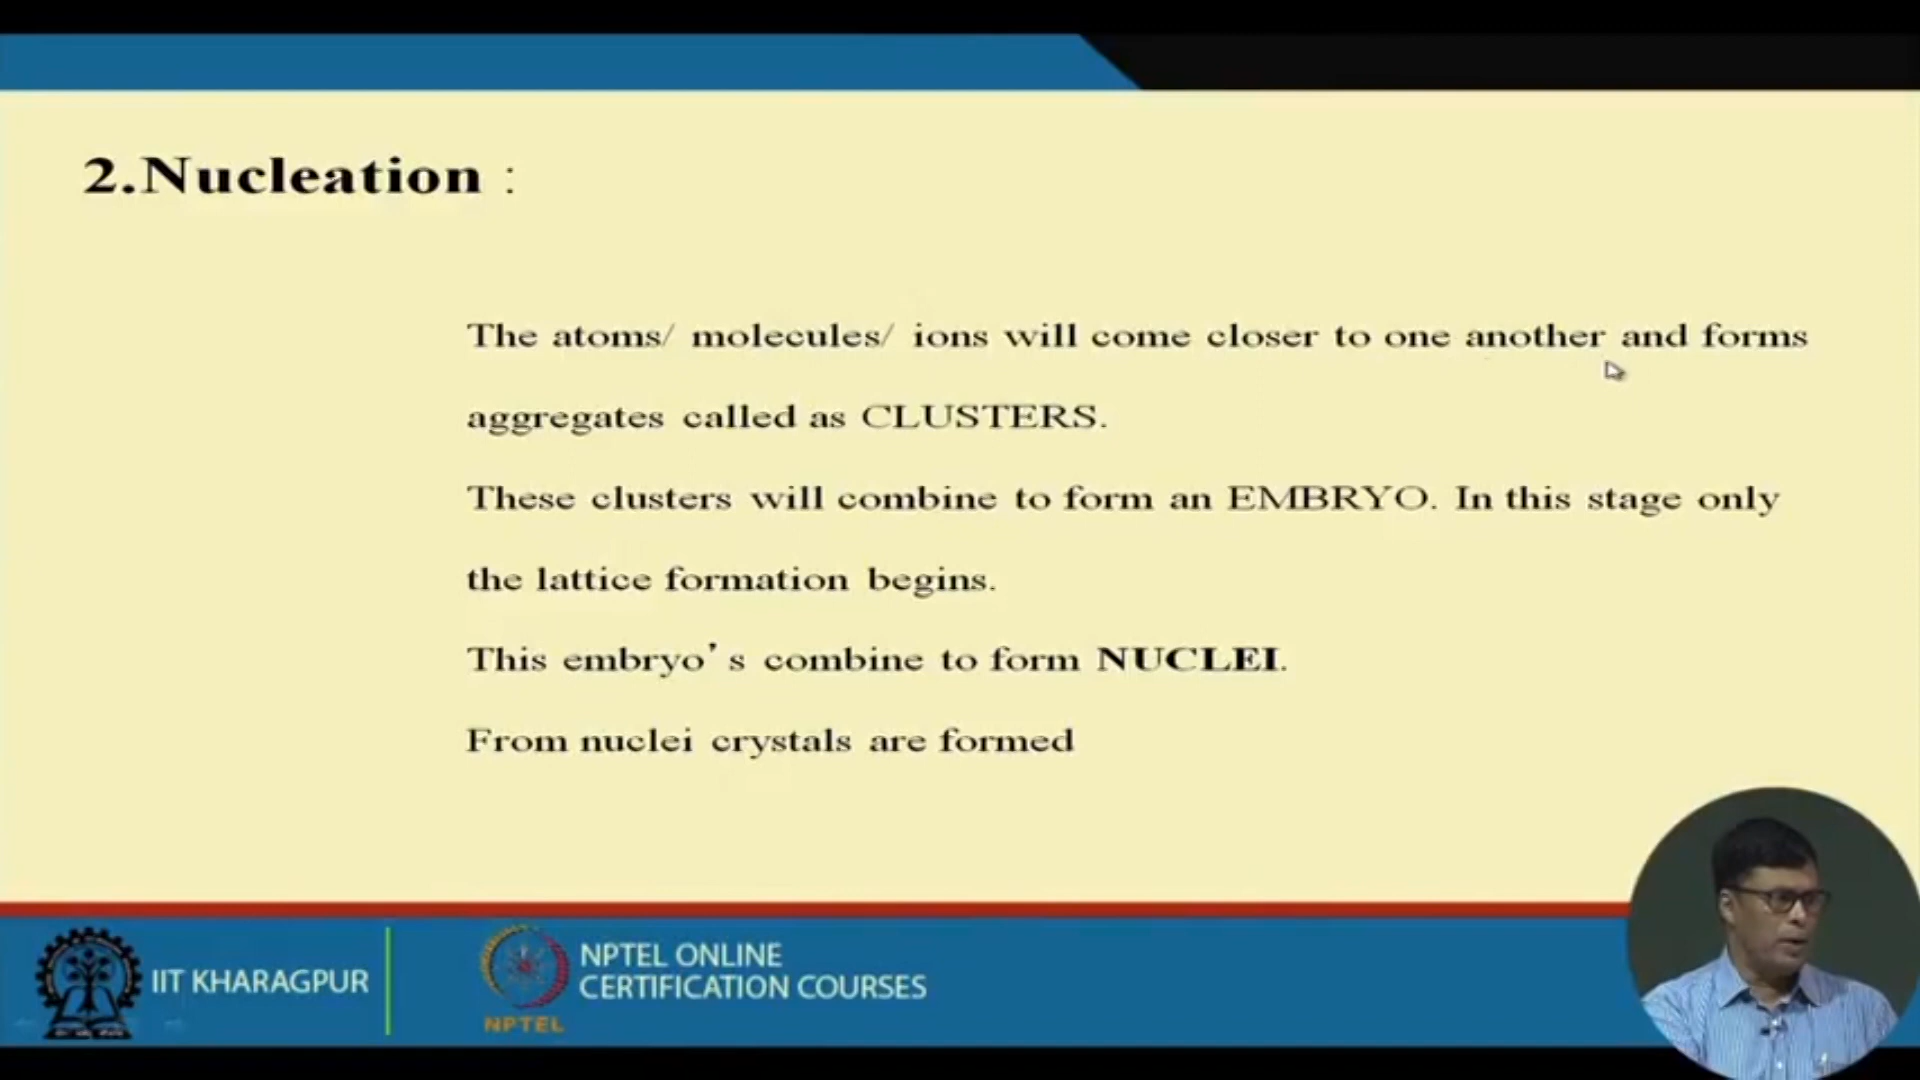 2.Nucleation :
The atoms/ molecules/ ions will come closer to one another and forms
aggregates called as CLUSTERS.
These clusters will combine to form an EMBRYO. In this stage only
the lattice formation begins.
This embryo's combine to form NUCLEI.
From nuclei crystals are formed
IIT KHARAGPUR
NPTEL
NPTEL ONLINE
CERTIFICATION COURSES